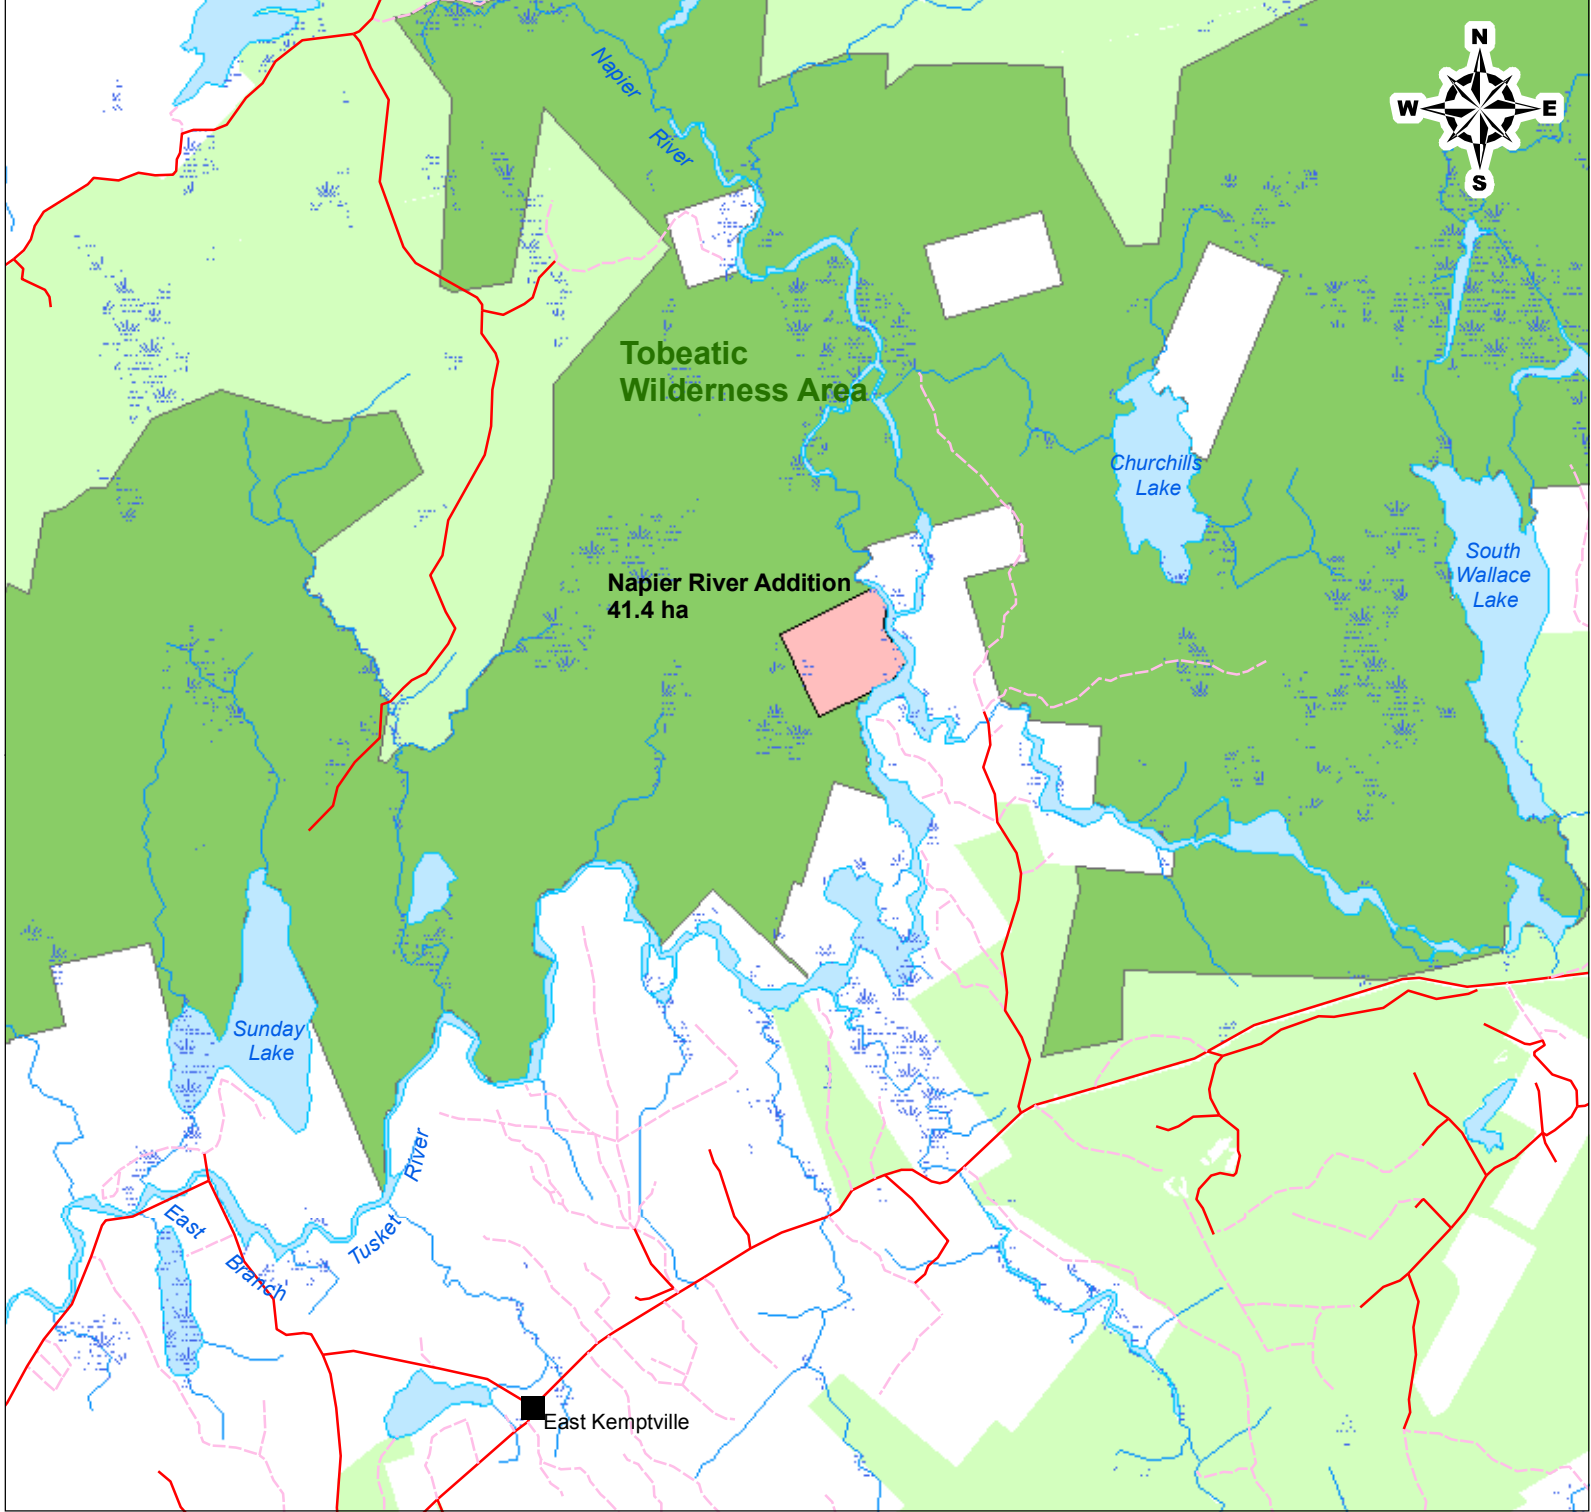 N
W
E
S
Napier
River
Tobeatic
Wilderness Area
Churchills
Lake
South
Wallace
Lake
Napier River Addition
41.4 ha
Sunday
Lake
East
Branch
Tusket
River
East Kemptville